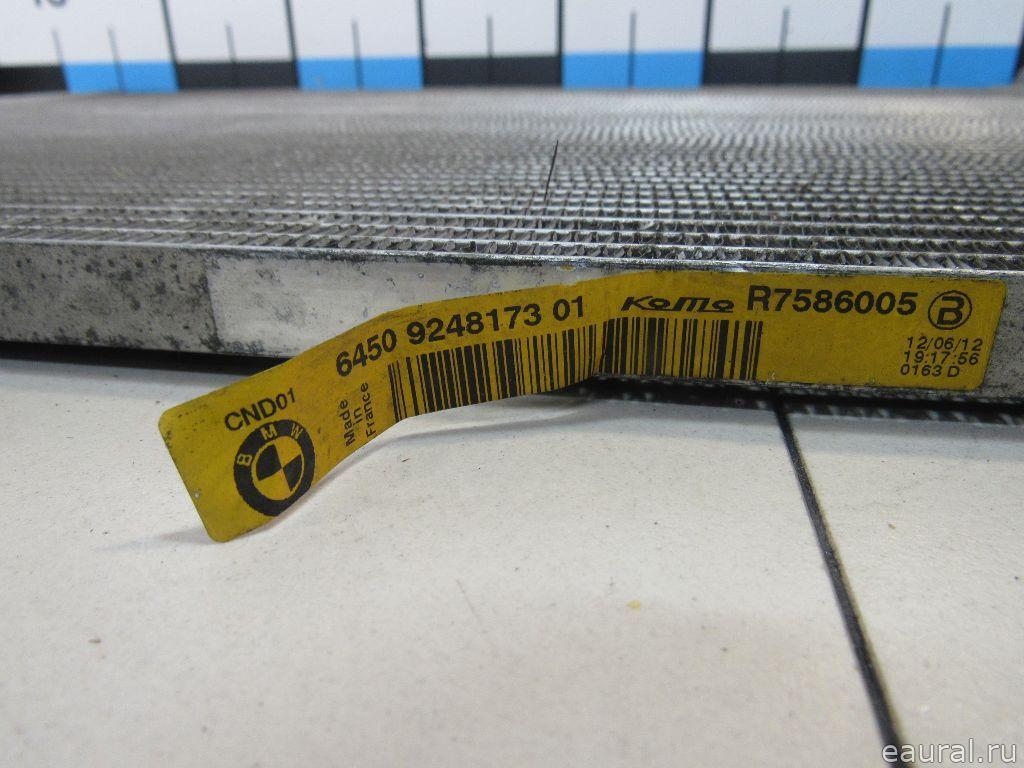 CND01
BMW
Made
in
France
6450 9248173 01
KoMo R7586005 B
12/06/12
19:17:56
0163 D
eaural.ru